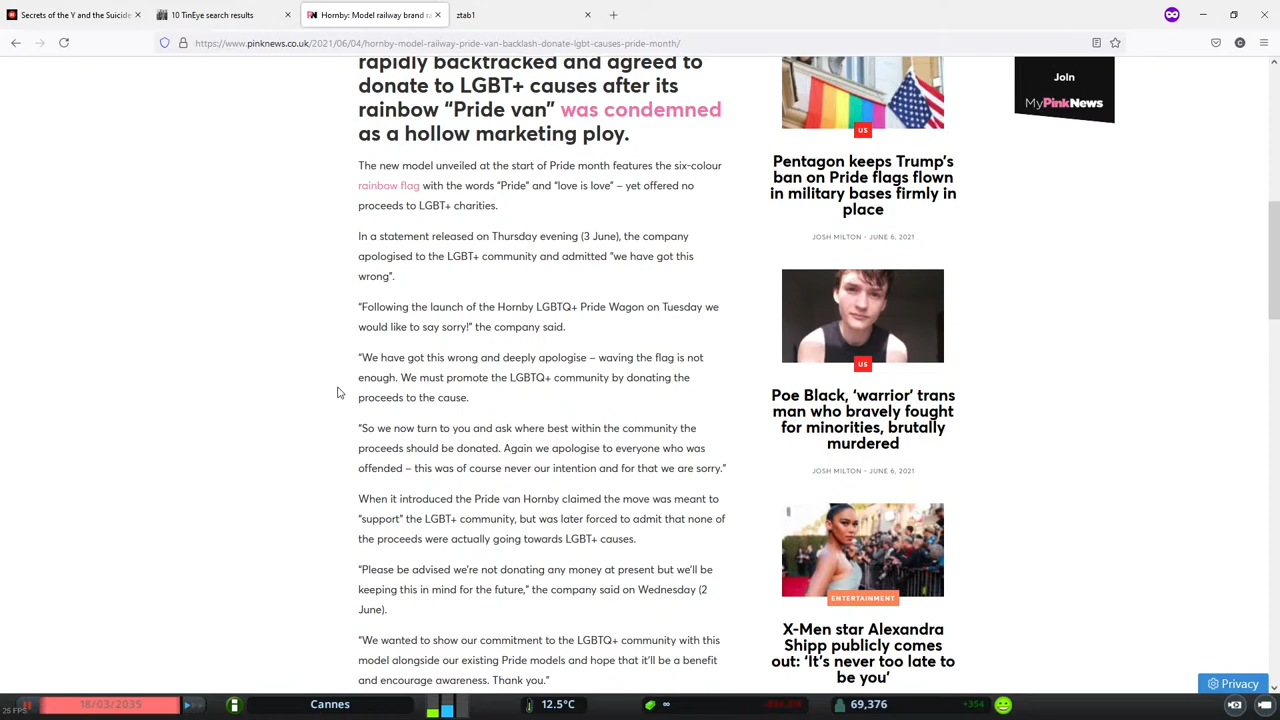 Secrets of the Y and the Suicide
10 TinEye search results
Hornby: Model railway brand ra
ztab1
https://www.pinknews.co.uk/2021/06/04/hornby-model-railway-pride-van-backlash-donate-lgbt-causes-pride-month/
rapidly backtracked and agreed to
donate to LGBT+ causes after its
rainbow “Pride van” was condemned
as a hollow marketing ploy.
The new model unveiled at the start of Pride month features the six-colour
rainbow flag with the words “Pride” and “love is love” – yet offered no
proceeds to LGBT+ charities.
In a statement released on Thursday evening (3 June), the company
apologised to the LGBT+ community and admitted “we have got this
wrong”.
“Following the launch of the Hornby LGBTQ+ Pride Wagon on Tuesday we
would like to say sorry!” the company said.
“We have got this wrong and deeply apologise – waving the flag is not
enough. We must promote the LGBTQ+ community by donating the
proceeds to the cause.
“So we now turn to you and ask where best within the community the
proceeds should be donated. Again we apologise to everyone who was
offended – this was of course never our intention and for that we are sorry.”
When it introduced the Pride van Hornby claimed the move was meant to
“support” the LGBT+ community, but was later forced to admit that none of
the proceeds were actually going towards LGBT+ causes.
“Please be advised we’re not donating any money at present but we’ll be
keeping this in mind for the future,” the company said on Wednesday (2
June).
“We wanted to show our commitment to the LGBTQ+ community with this
model alongside our existing Pride models and hope that it’ll be a benefit
and encourage awareness. Thank you.”
US
Pentagon keeps Trump’s
ban on Pride flags flown
in military bases firmly in
place
JOSH MILTON - JUNE 6, 2021
US
Poe Black, ‘warrior’ trans
man who bravely fought
for minorities, brutally
murdered
JOSH MILTON - JUNE 6, 2021
ENTERTAINMENT
X-Men star Alexandra
Shipp publicly comes
out: ‘It’s never too late to
be you’
Join
MyPinkNews
Privacy
25 FPS
18/03/2035
Cannes
12.5°C
∞
69,376
+354